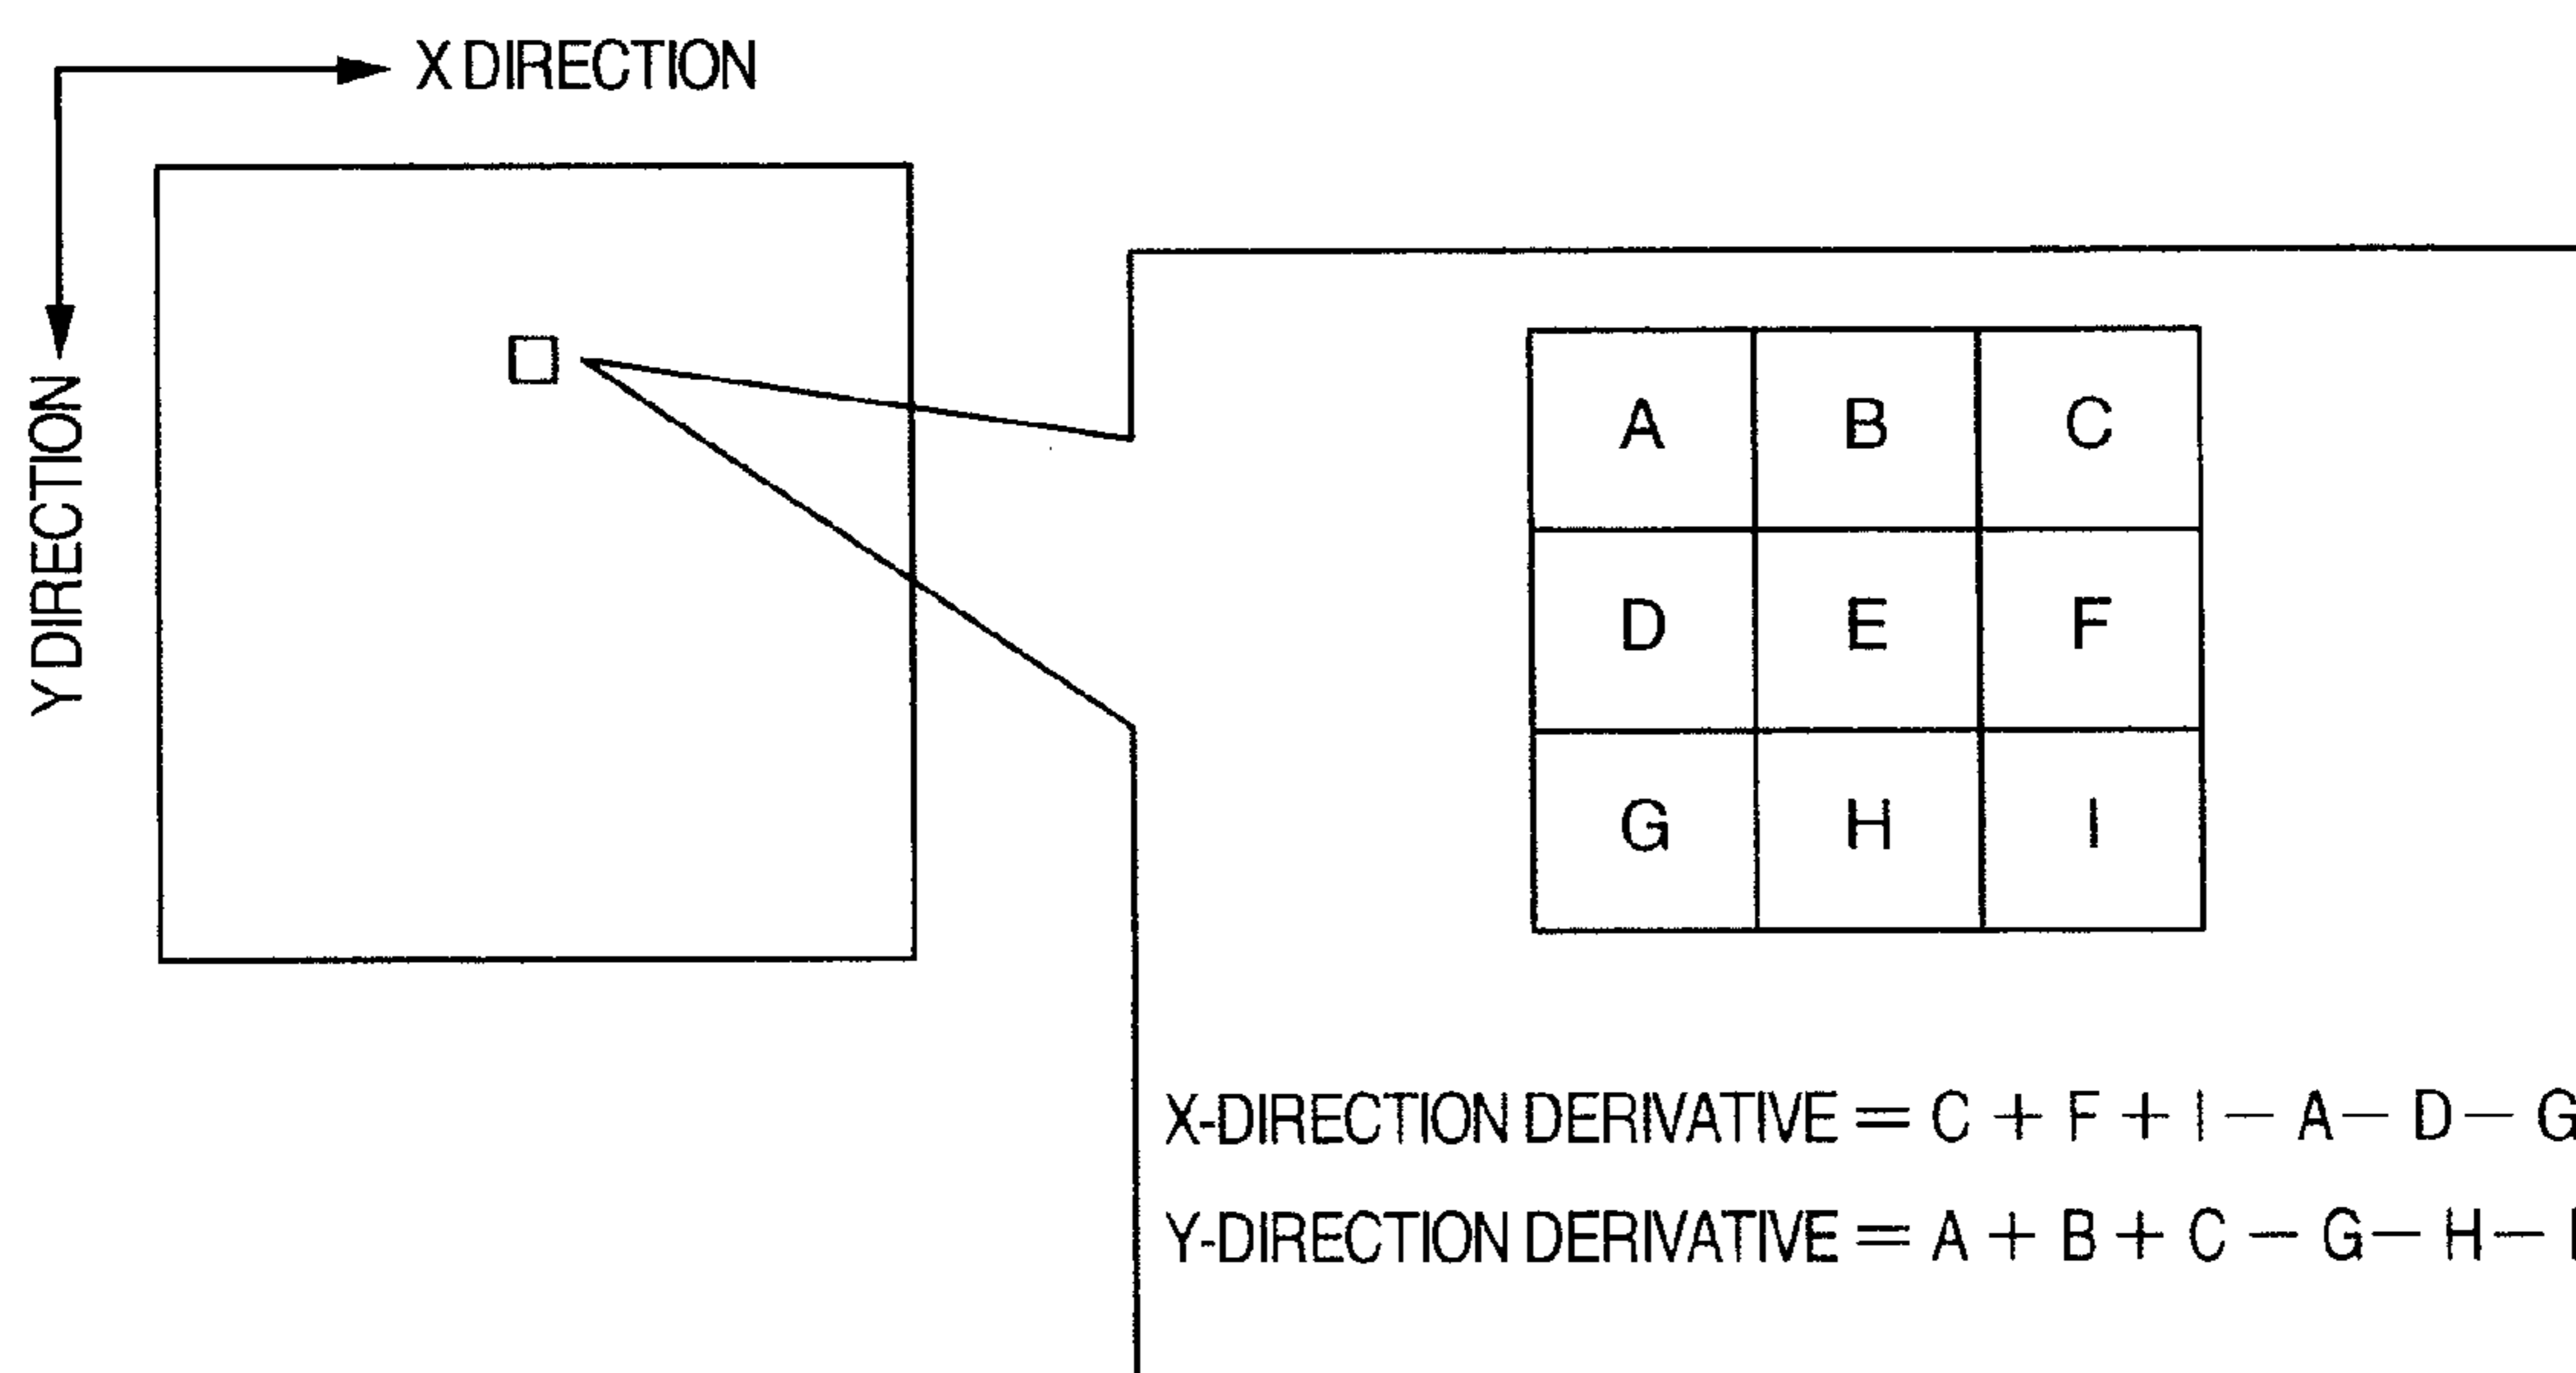 X DIRECTION
Y DIRECTION
A B C
D E F
G H I
X-DIRECTION DERIVATIVE = C + F + I − A − D − G
Y-DIRECTION DERIVATIVE = A + B + C − G − H −